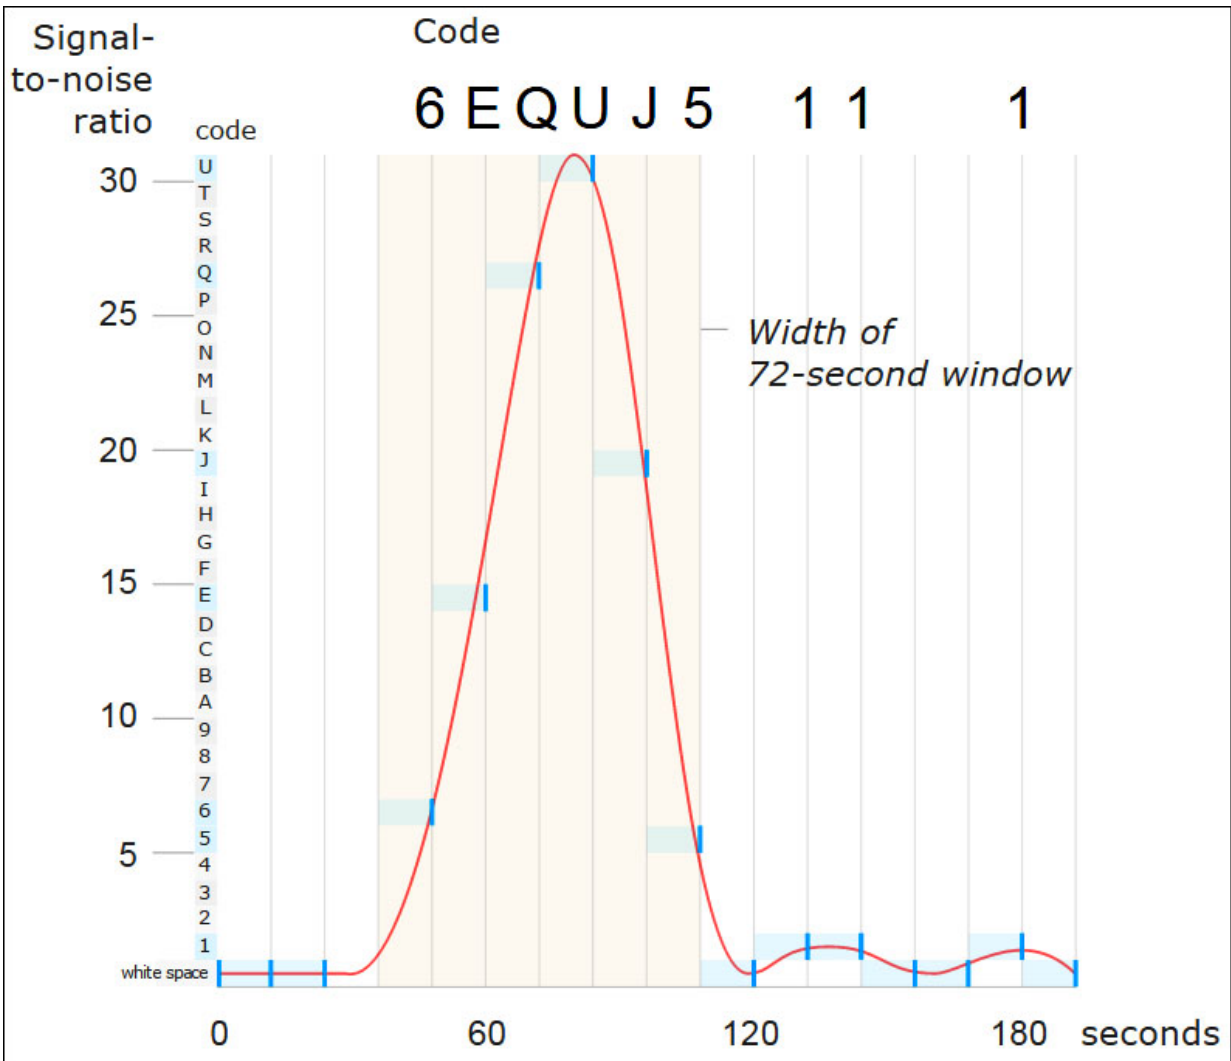 Signal-
to-noise
ratio
Code
6 E Q U J 5 1 1 1
code
30
25
20
15
10
5
U
T
S
R
Q
P
O
N
M
L
K
J
I
H
G
F
E
D
C
B
A
9
8
7
6
5
4
3
2
1
white space
Width of
72-second window
0 60 120 180 seconds